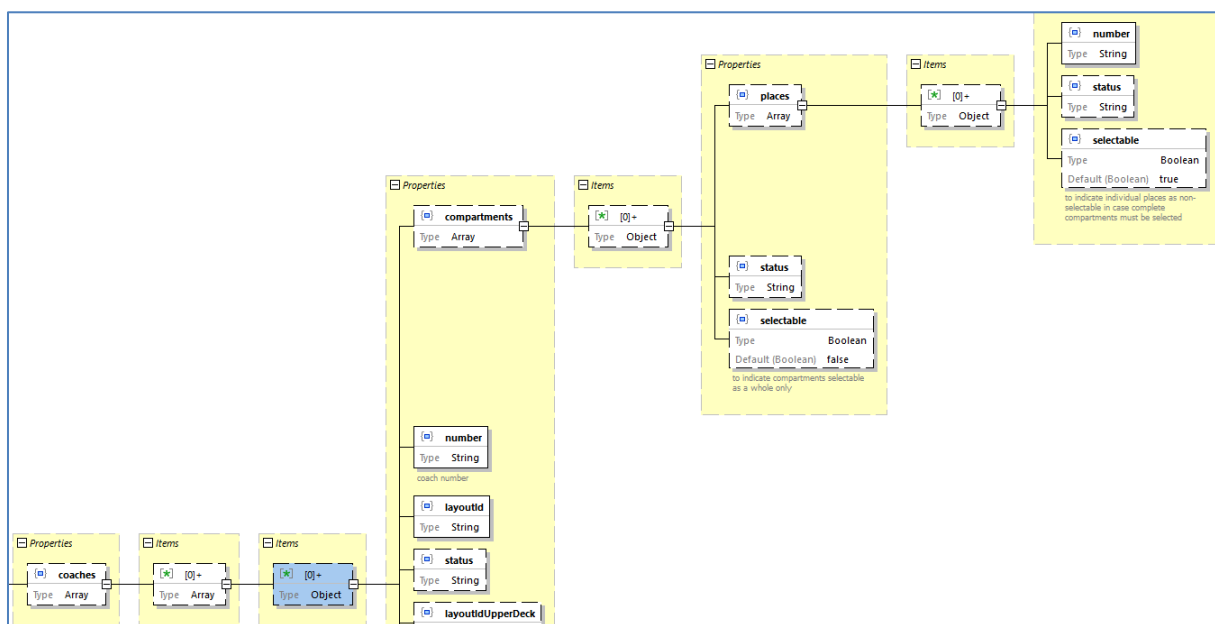 number
Type String
Properties
Items
places
Type Array
[0]+
Type Object
status
Type String
selectable
Type Boolean
Default (Boolean) true
to indicate individual places as non-
selectable in case complete
compartments must be selected
Properties
Items
compartments
Type Array
[0]+
Type Object
status
Type String
selectable
Type Boolean
Default (Boolean) false
to indicate compartments selectable
as a whole only
number
Type String
coach number
layoutId
Type String
Properties
Items
Items
status
Type String
coaches
Type Array
[0]+
Type Array
[0]+
Type Object
layoutIdUpperDeck